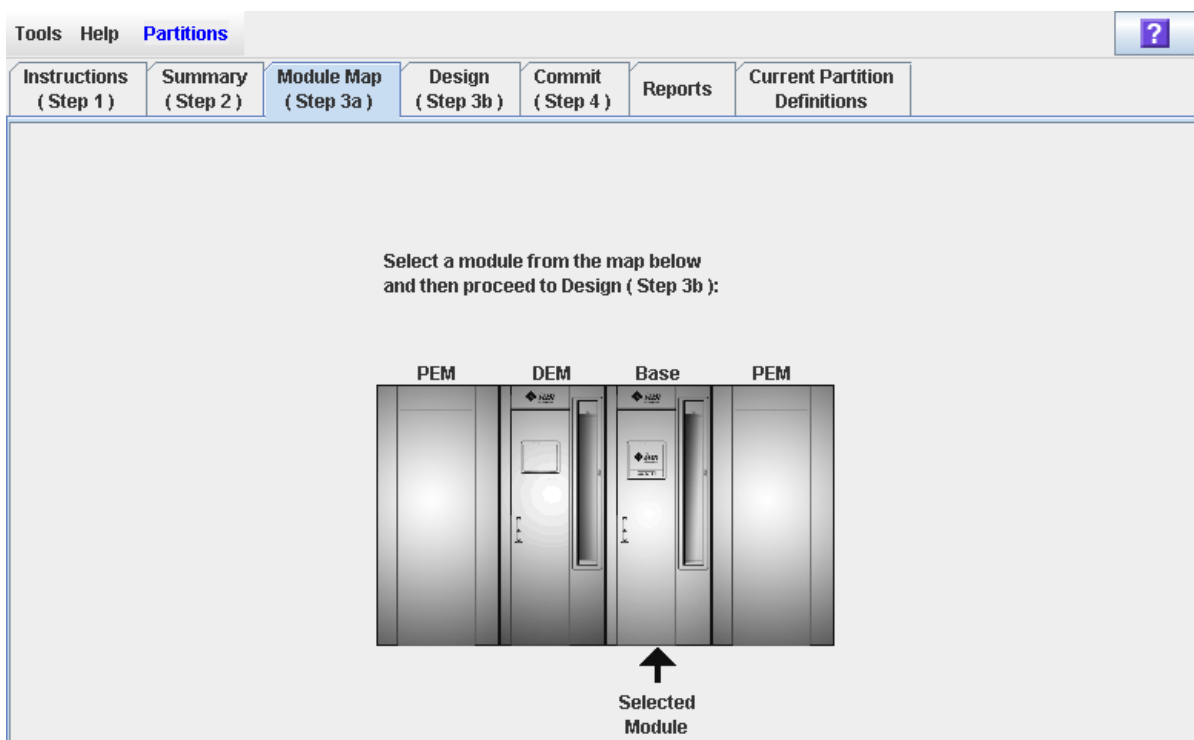 Tools Help Partitions
?
Instructions
( Step 1 )
Summary
( Step 2 )
Module Map
( Step 3a )
Design
( Step 3b )
Commit
( Step 4 )
Reports
Current Partition
Definitions
Select a module from the map below
and then proceed to Design ( Step 3b ):
PEM DEM Base PEM
Selected
Module